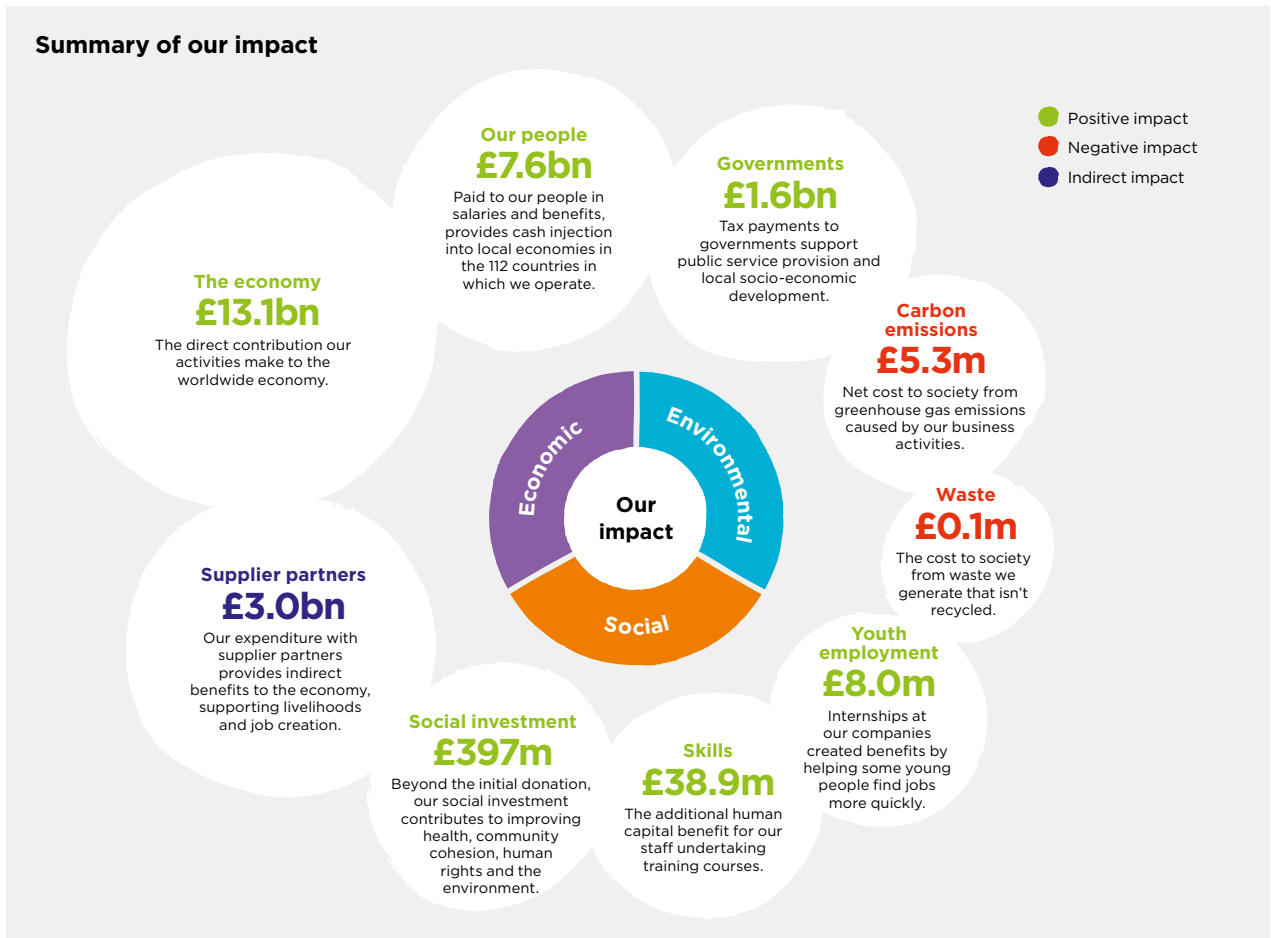 Summary of our impact
Positive impact
Negative impact
Indirect impact
Our people
£7.6bn
Paid to our people in
salaries and benefits,
provides cash injection
into local economies in
the 112 countries in
which we operate.
Governments
£1.6bn
Tax payments to
governments support
public service provision and
local socio-economic
development.
The economy
£13.1bn
The direct contribution our
activities make to the
worldwide economy.
Carbon
emissions
£5.3m
Net cost to society from
greenhouse gas emissions
caused by our business
activities.
Economic
Environmental
Social
Our
impact
Waste
£0.1m
The cost to society
from waste we
generate that isn’t
recycled.
Supplier partners
£3.0bn
Our expenditure with
supplier partners
provides indirect
benefits to the economy,
supporting livelihoods
and job creation.
Youth
employment
£8.0m
Internships at
our companies
created benefits by
helping some young
people find jobs
more quickly.
Social investment
£397m
Beyond the initial donation,
our social investment
contributes to improving
health, community
cohesion, human
rights and the
environment.
Skills
£38.9m
The additional human
capital benefit for our
staff undertaking
training courses.